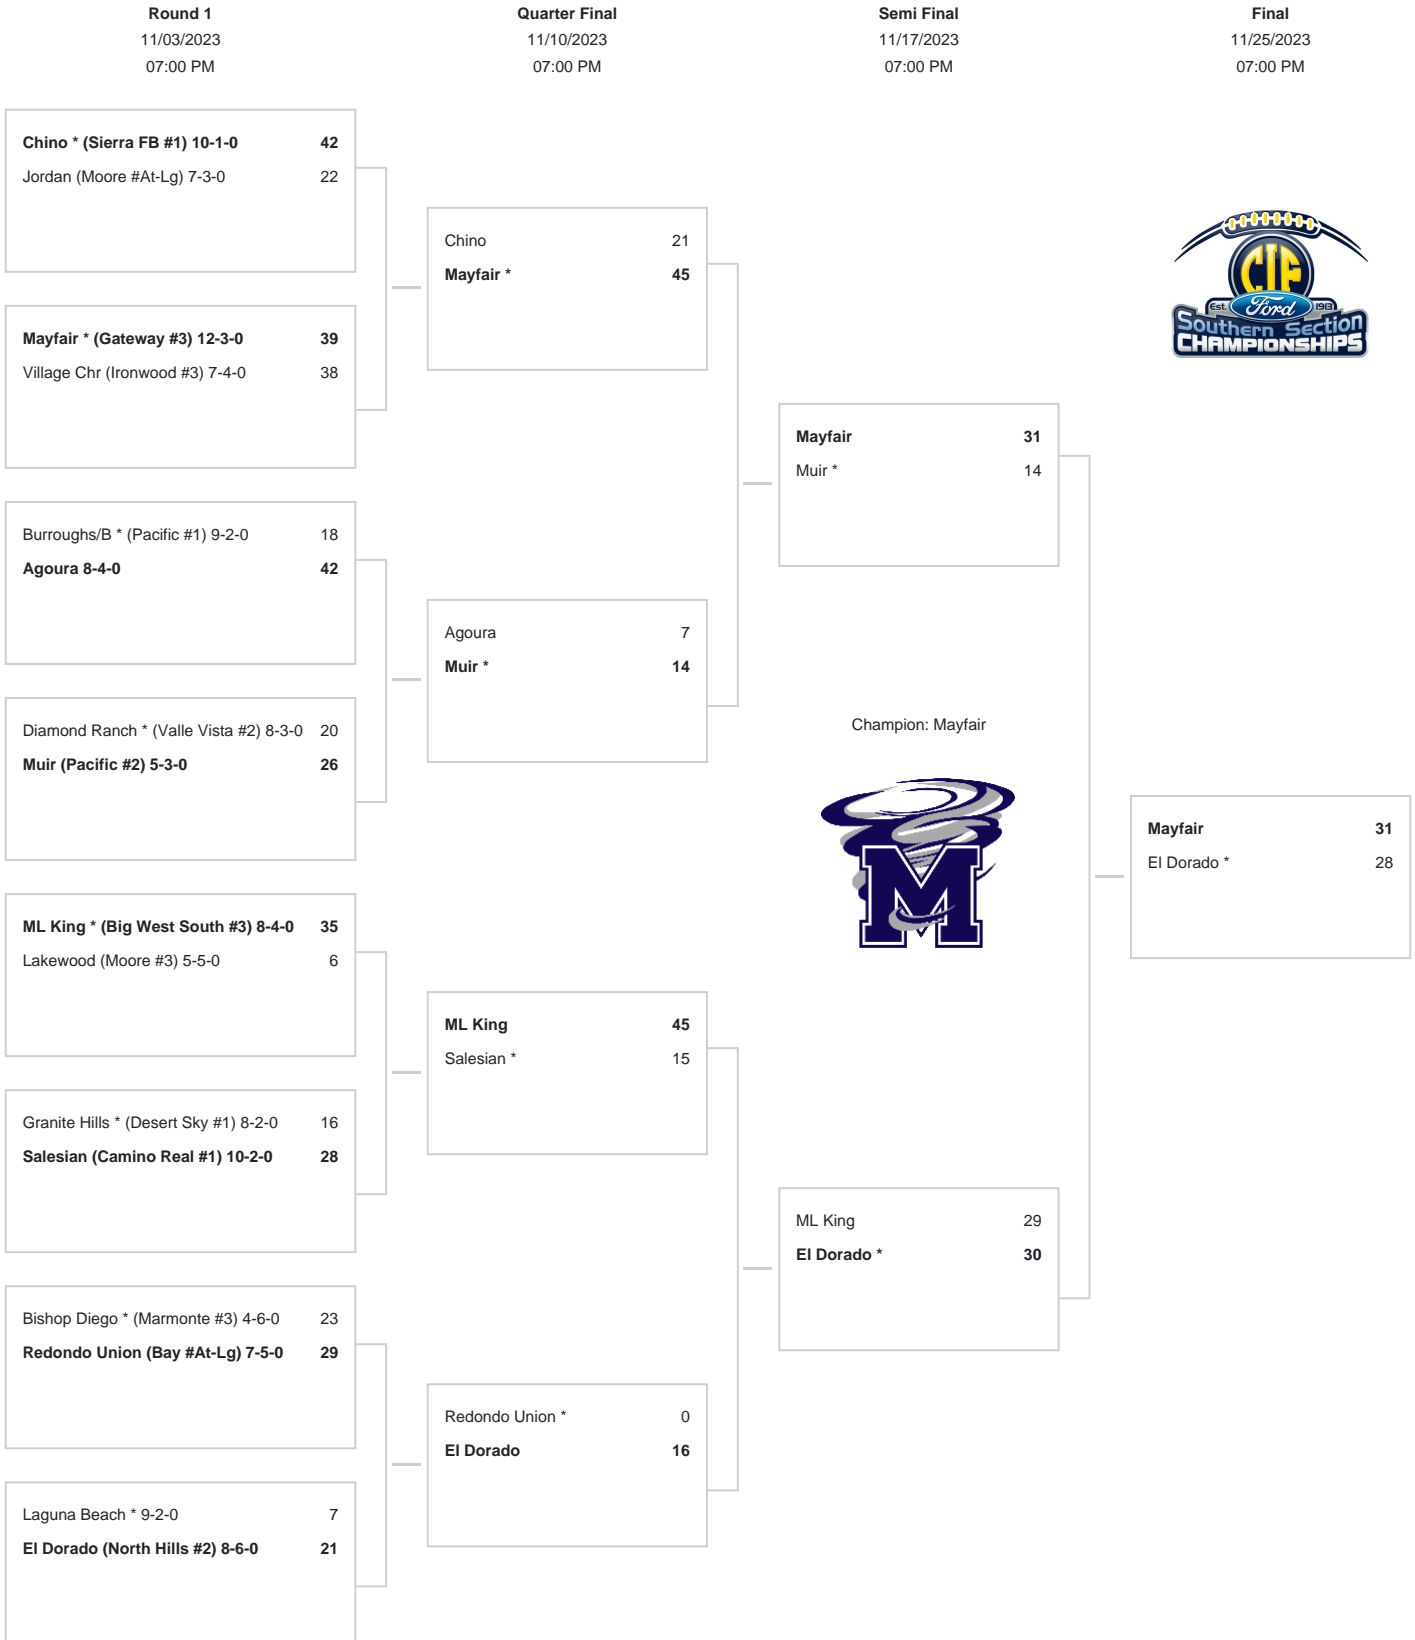 Round 1
11/03/2023
07:00 PM
Quarter Final
11/10/2023
07:00 PM
Semi Final
11/17/2023
07:00 PM
Final
11/25/2023
07:00 PM
Chino * (Sierra FB #1) 10-1-0 42
Jordan (Moore #At-Lg) 7-3-0 22
Mayfair * (Gateway #3) 12-3-0 39
Village Chr (Ironwood #3) 7-4-0 38
Burroughs/B * (Pacific #1) 9-2-0 18
Agoura 8-4-0 42
Diamond Ranch * (Valle Vista #2) 8-3-0 20
Muir (Pacific #2) 5-3-0 26
ML King * (Big West South #3) 8-4-0 35
Lakewood (Moore #3) 5-5-0 6
Granite Hills * (Desert Sky #1) 8-2-0 16
Salesian (Camino Real #1) 10-2-0 28
Bishop Diego * (Marmonte #3) 4-6-0 23
Redondo Union (Bay #At-Lg) 7-5-0 29
Laguna Beach * 9-2-0 7
El Dorado (North Hills #2) 8-6-0 21
Chino 21
Mayfair * 45
Agoura 7
Muir * 14
ML King 45
Salesian * 15
Redondo Union * 0
El Dorado 16
Mayfair 31
Muir * 14
Champion: Mayfair
M
ML King 29
El Dorado * 30
CIF
Est. Ford 1913
Southern Section
CHAMPIONSHIPS
Mayfair 31
El Dorado * 28